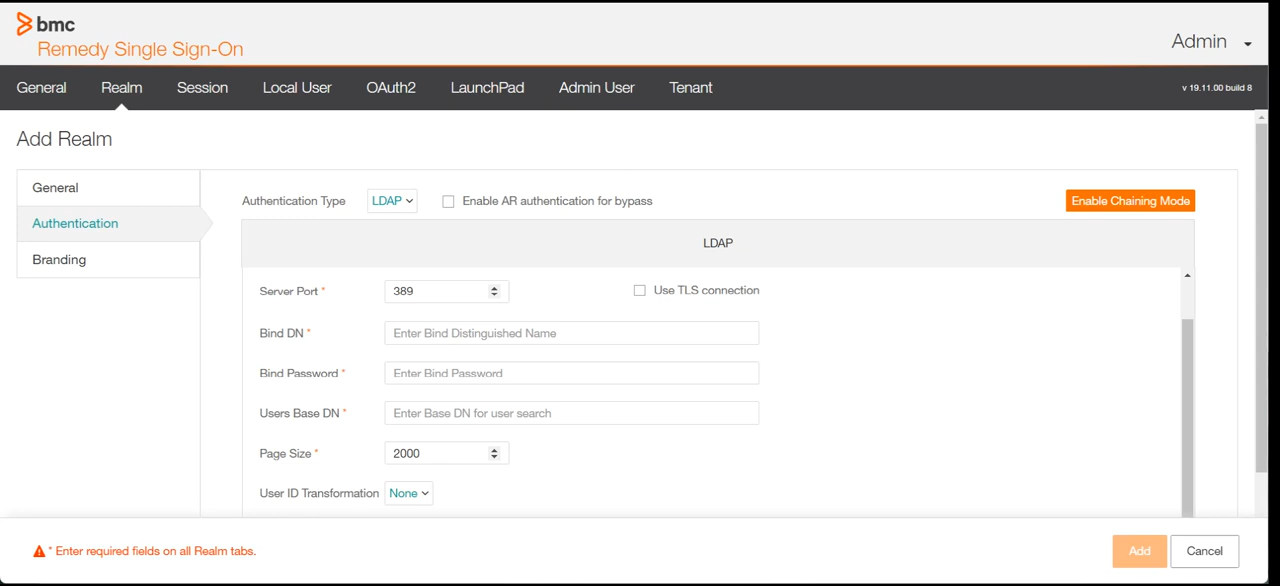 bmc
Remedy Single Sign-On
Admin
General Realm Session Local User OAuth2 LaunchPad Admin User Tenant v 19.11.00 build 8
Add Realm
General
Authentication
Branding
Authentication Type LDAP Enable AR authentication for bypass Enable Chaining Mode
LDAP
Server Port * 389 Use TLS connection
Bind DN * Enter Bind Distinguished Name
Bind Password * Enter Bind Password
Users Base DN * Enter Base DN for user search
Page Size * 2000
User ID Transformation None
* Enter required fields on all Realm tabs. Add Cancel